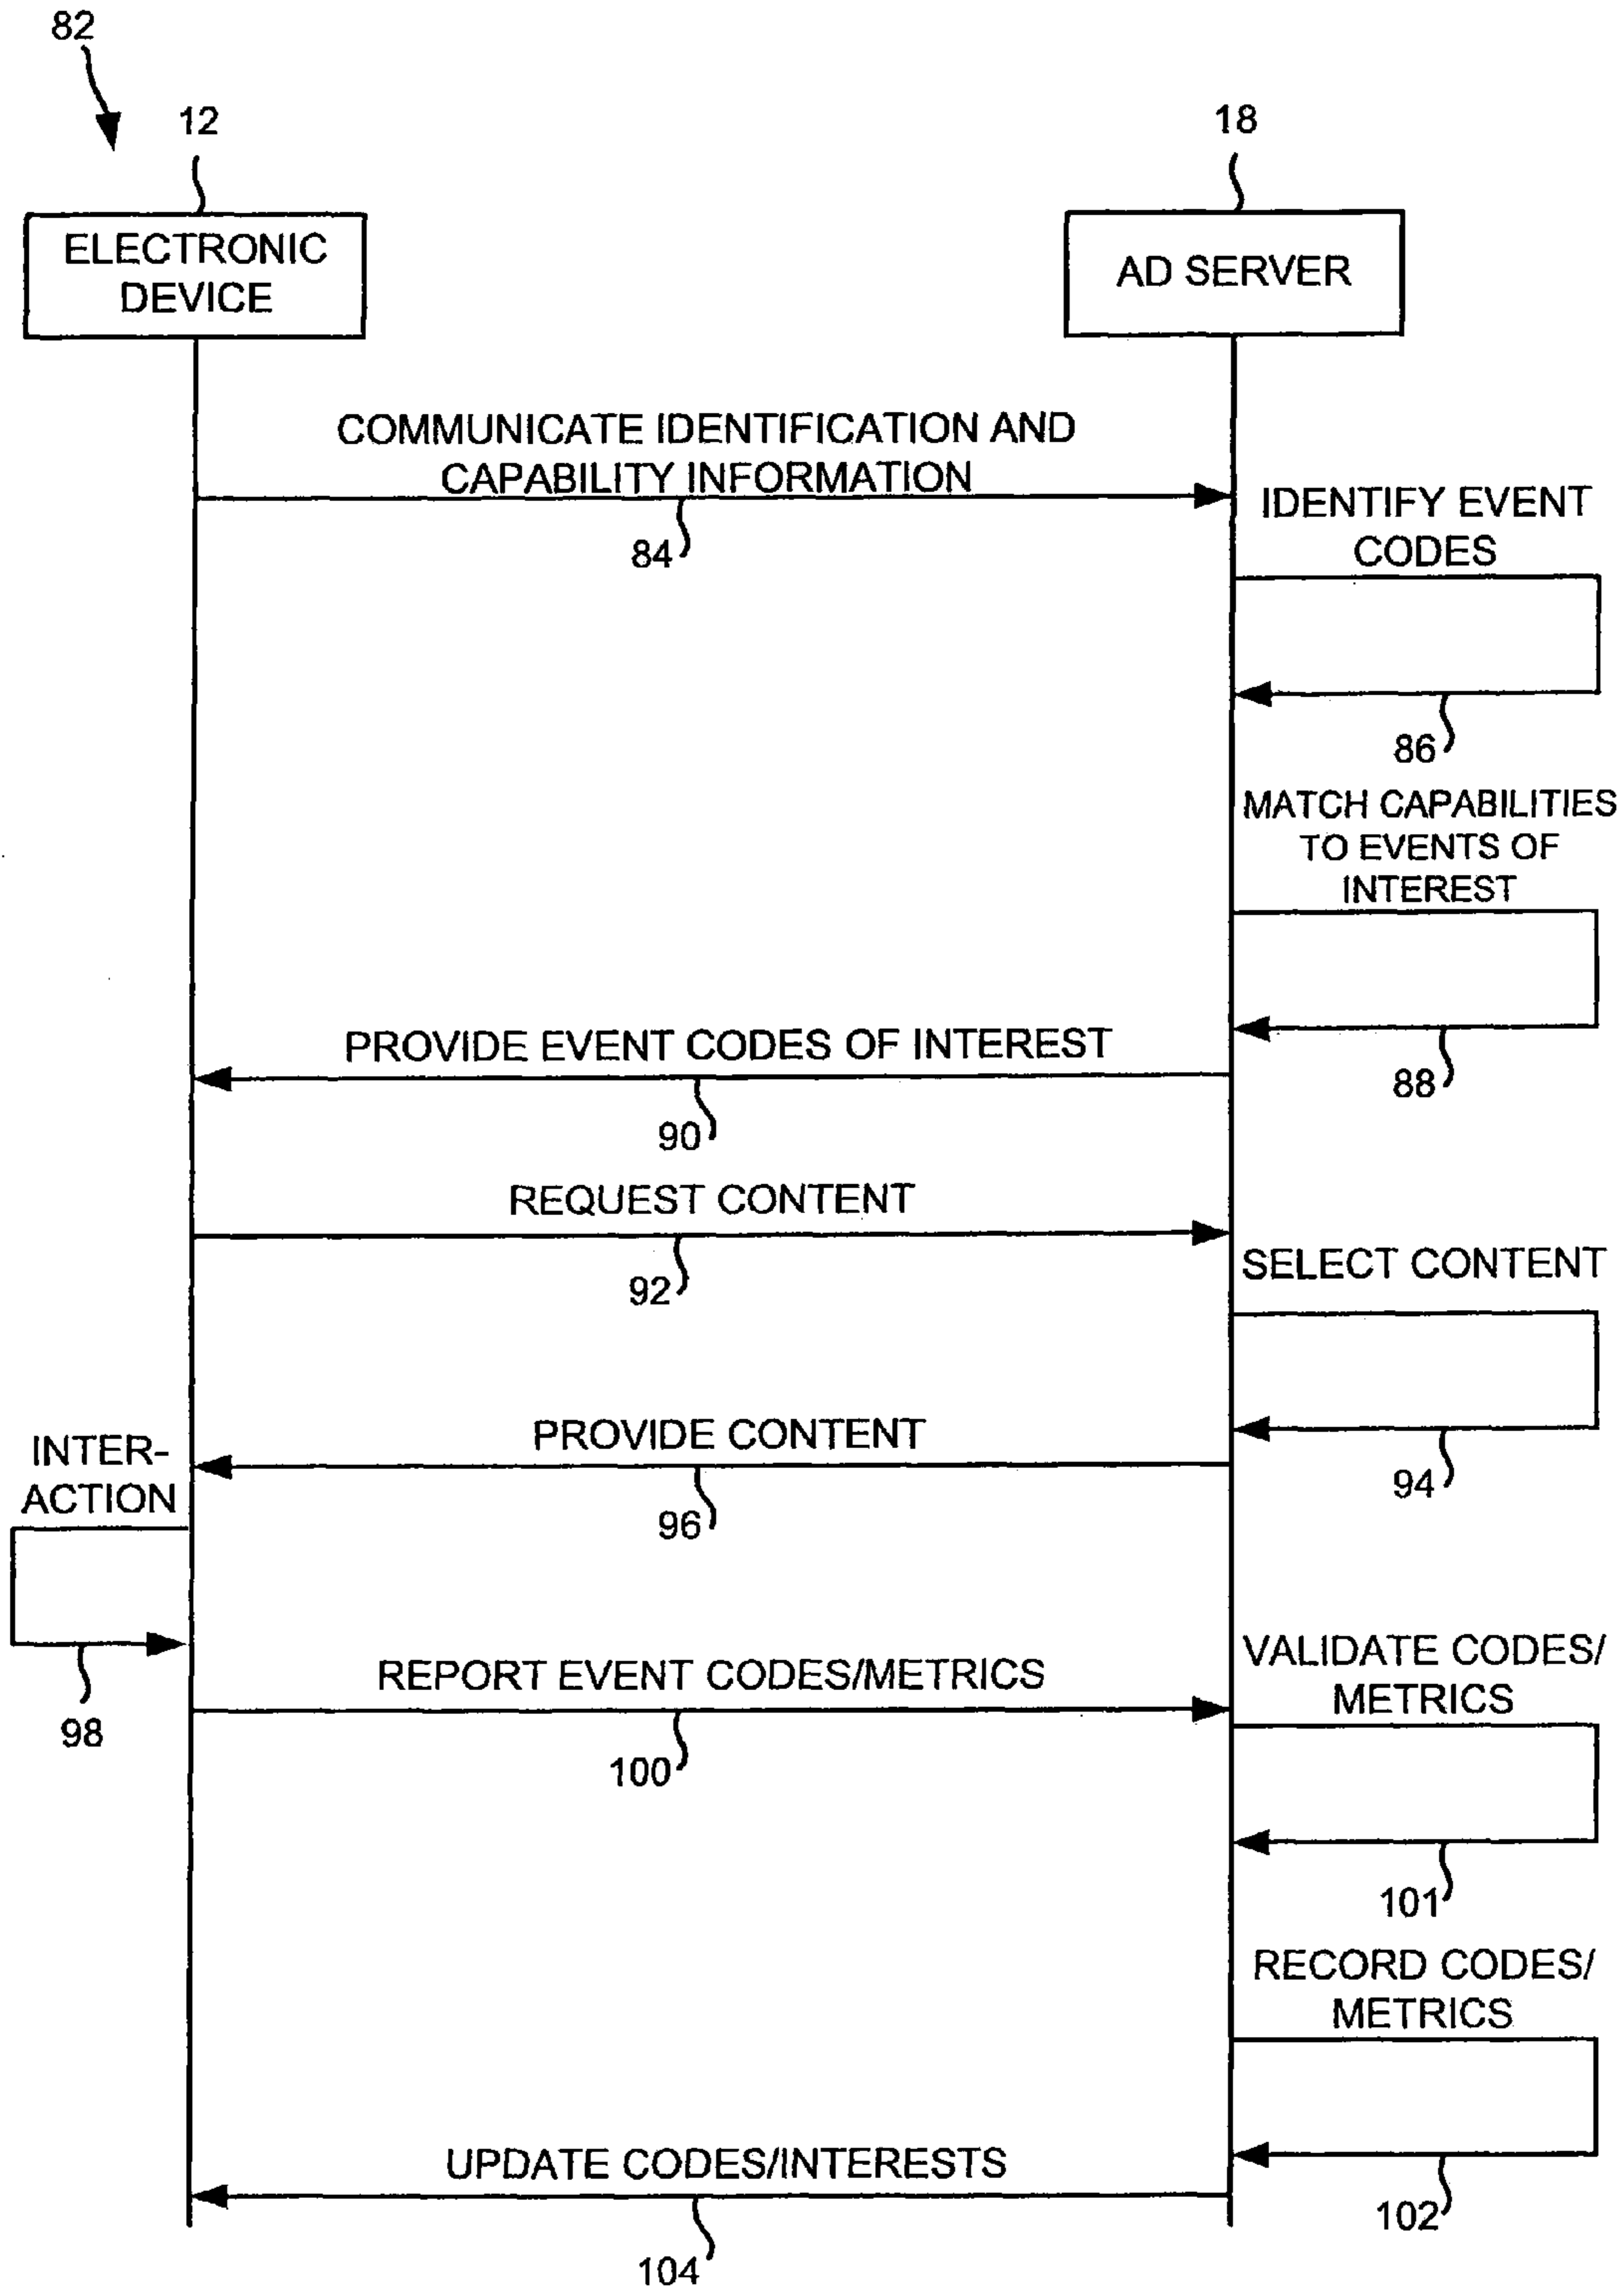 82
12
18
ELECTRONIC
DEVICE
AD SERVER
COMMUNICATE IDENTIFICATION AND
CAPABILITY INFORMATION
84
IDENTIFY EVENT
CODES
86
MATCH CAPABILITIES
TO EVENTS OF
INTEREST
88
PROVIDE EVENT CODES OF INTEREST
90
REQUEST CONTENT
92
SELECT CONTENT
94
PROVIDE CONTENT
96
INTER-
ACTION
98
REPORT EVENT CODES/METRICS
100
VALIDATE CODES/
METRICS
101
RECORD CODES/
METRICS
102
UPDATE CODES/INTERESTS
104